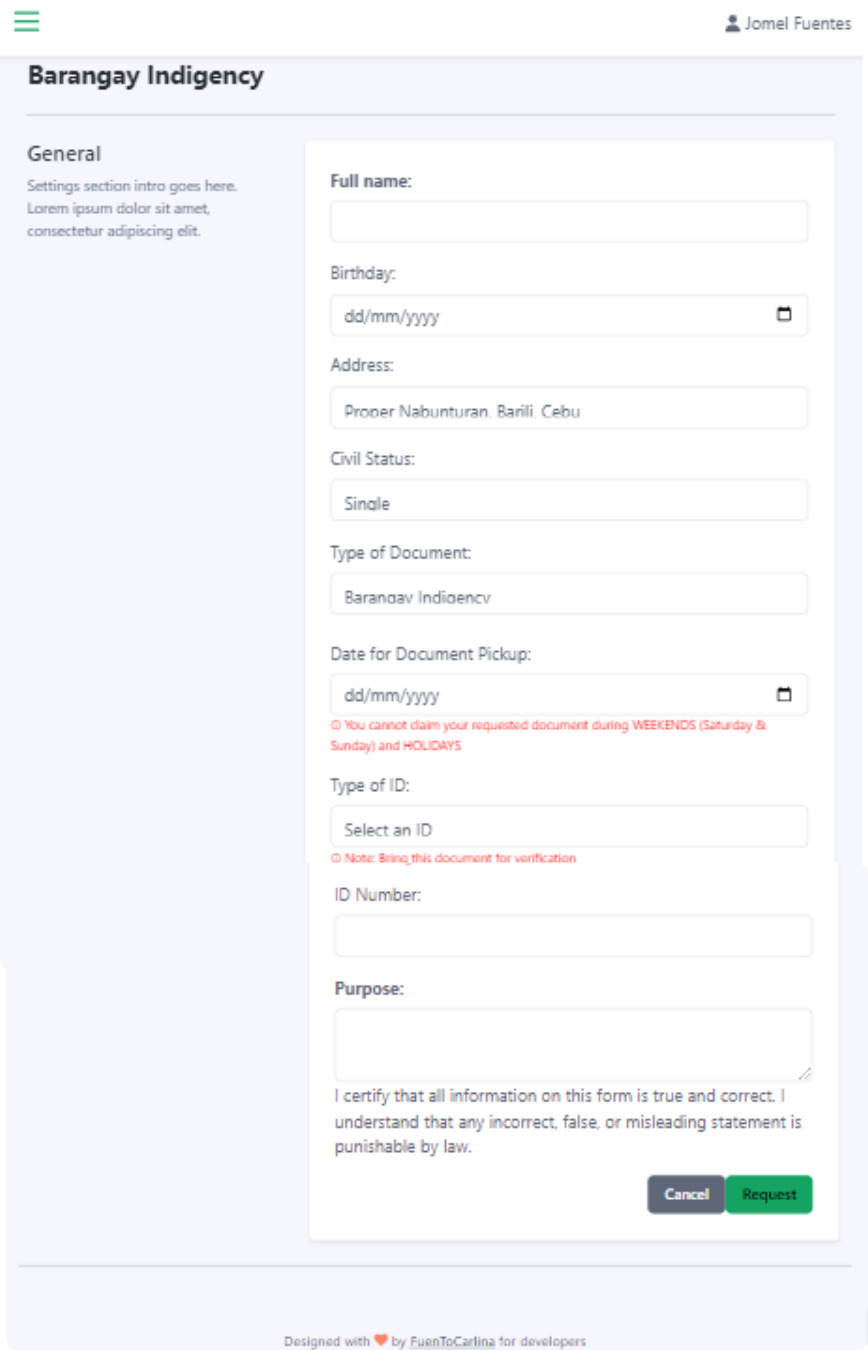 Jomel Fuentes
Barangay Indigency
General
Settings section intro goes here.
Lorem ipsum dolor sit amet,
consectetur adipiscing elit.
Full name:
Birthday:
dd/mm/yyyy
Address:
Proper Nabunturan, Barili, Cebu
Civil Status:
Single
Type of Document:
Barangay Indigency
Date for Document Pickup:
dd/mm/yyyy
You cannot claim your requested document during WEEKENDS (Saturday &
Sunday) and HOLIDAYS
Type of ID:
Select an ID
Note: Bring this document for verification
ID Number:
Purpose:
I certify that all information on this form is true and correct. I
understand that any incorrect, false, or misleading statement is
punishable by law.
Cancel Request
Designed with ❤ by FuenToCarlina for developers